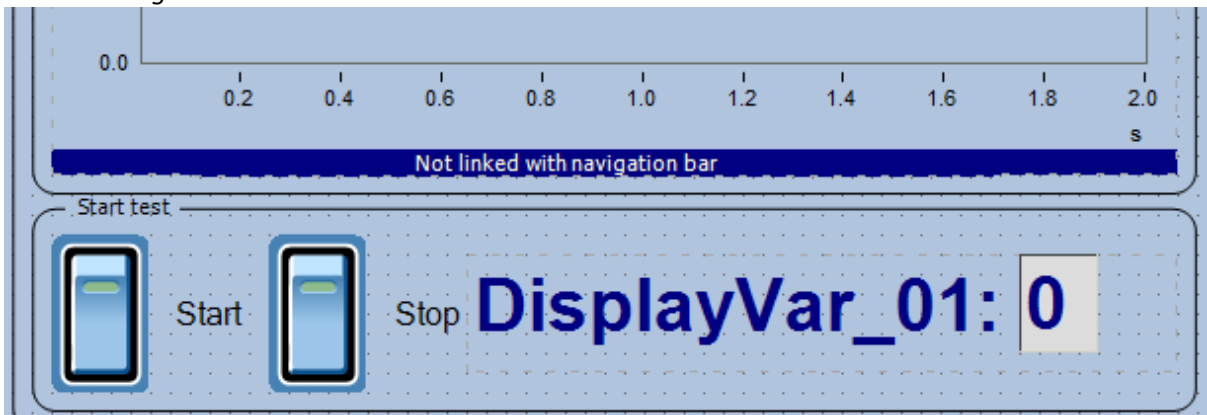 0.0
0.2 0.4 0.6 0.8 1.0 1.2 1.4 1.6 1.8 2.0
s
Not linked with navigation bar
Start test
Start Stop DisplayVar_01: 0